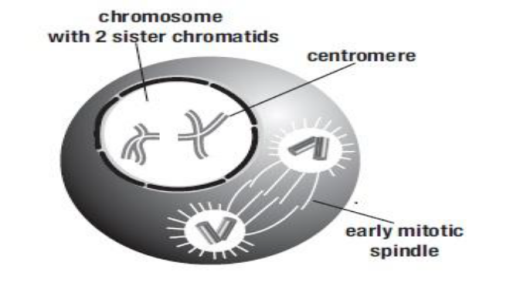 chromosome
with 2 sister chromatids
centromere
early mitotic
spindle